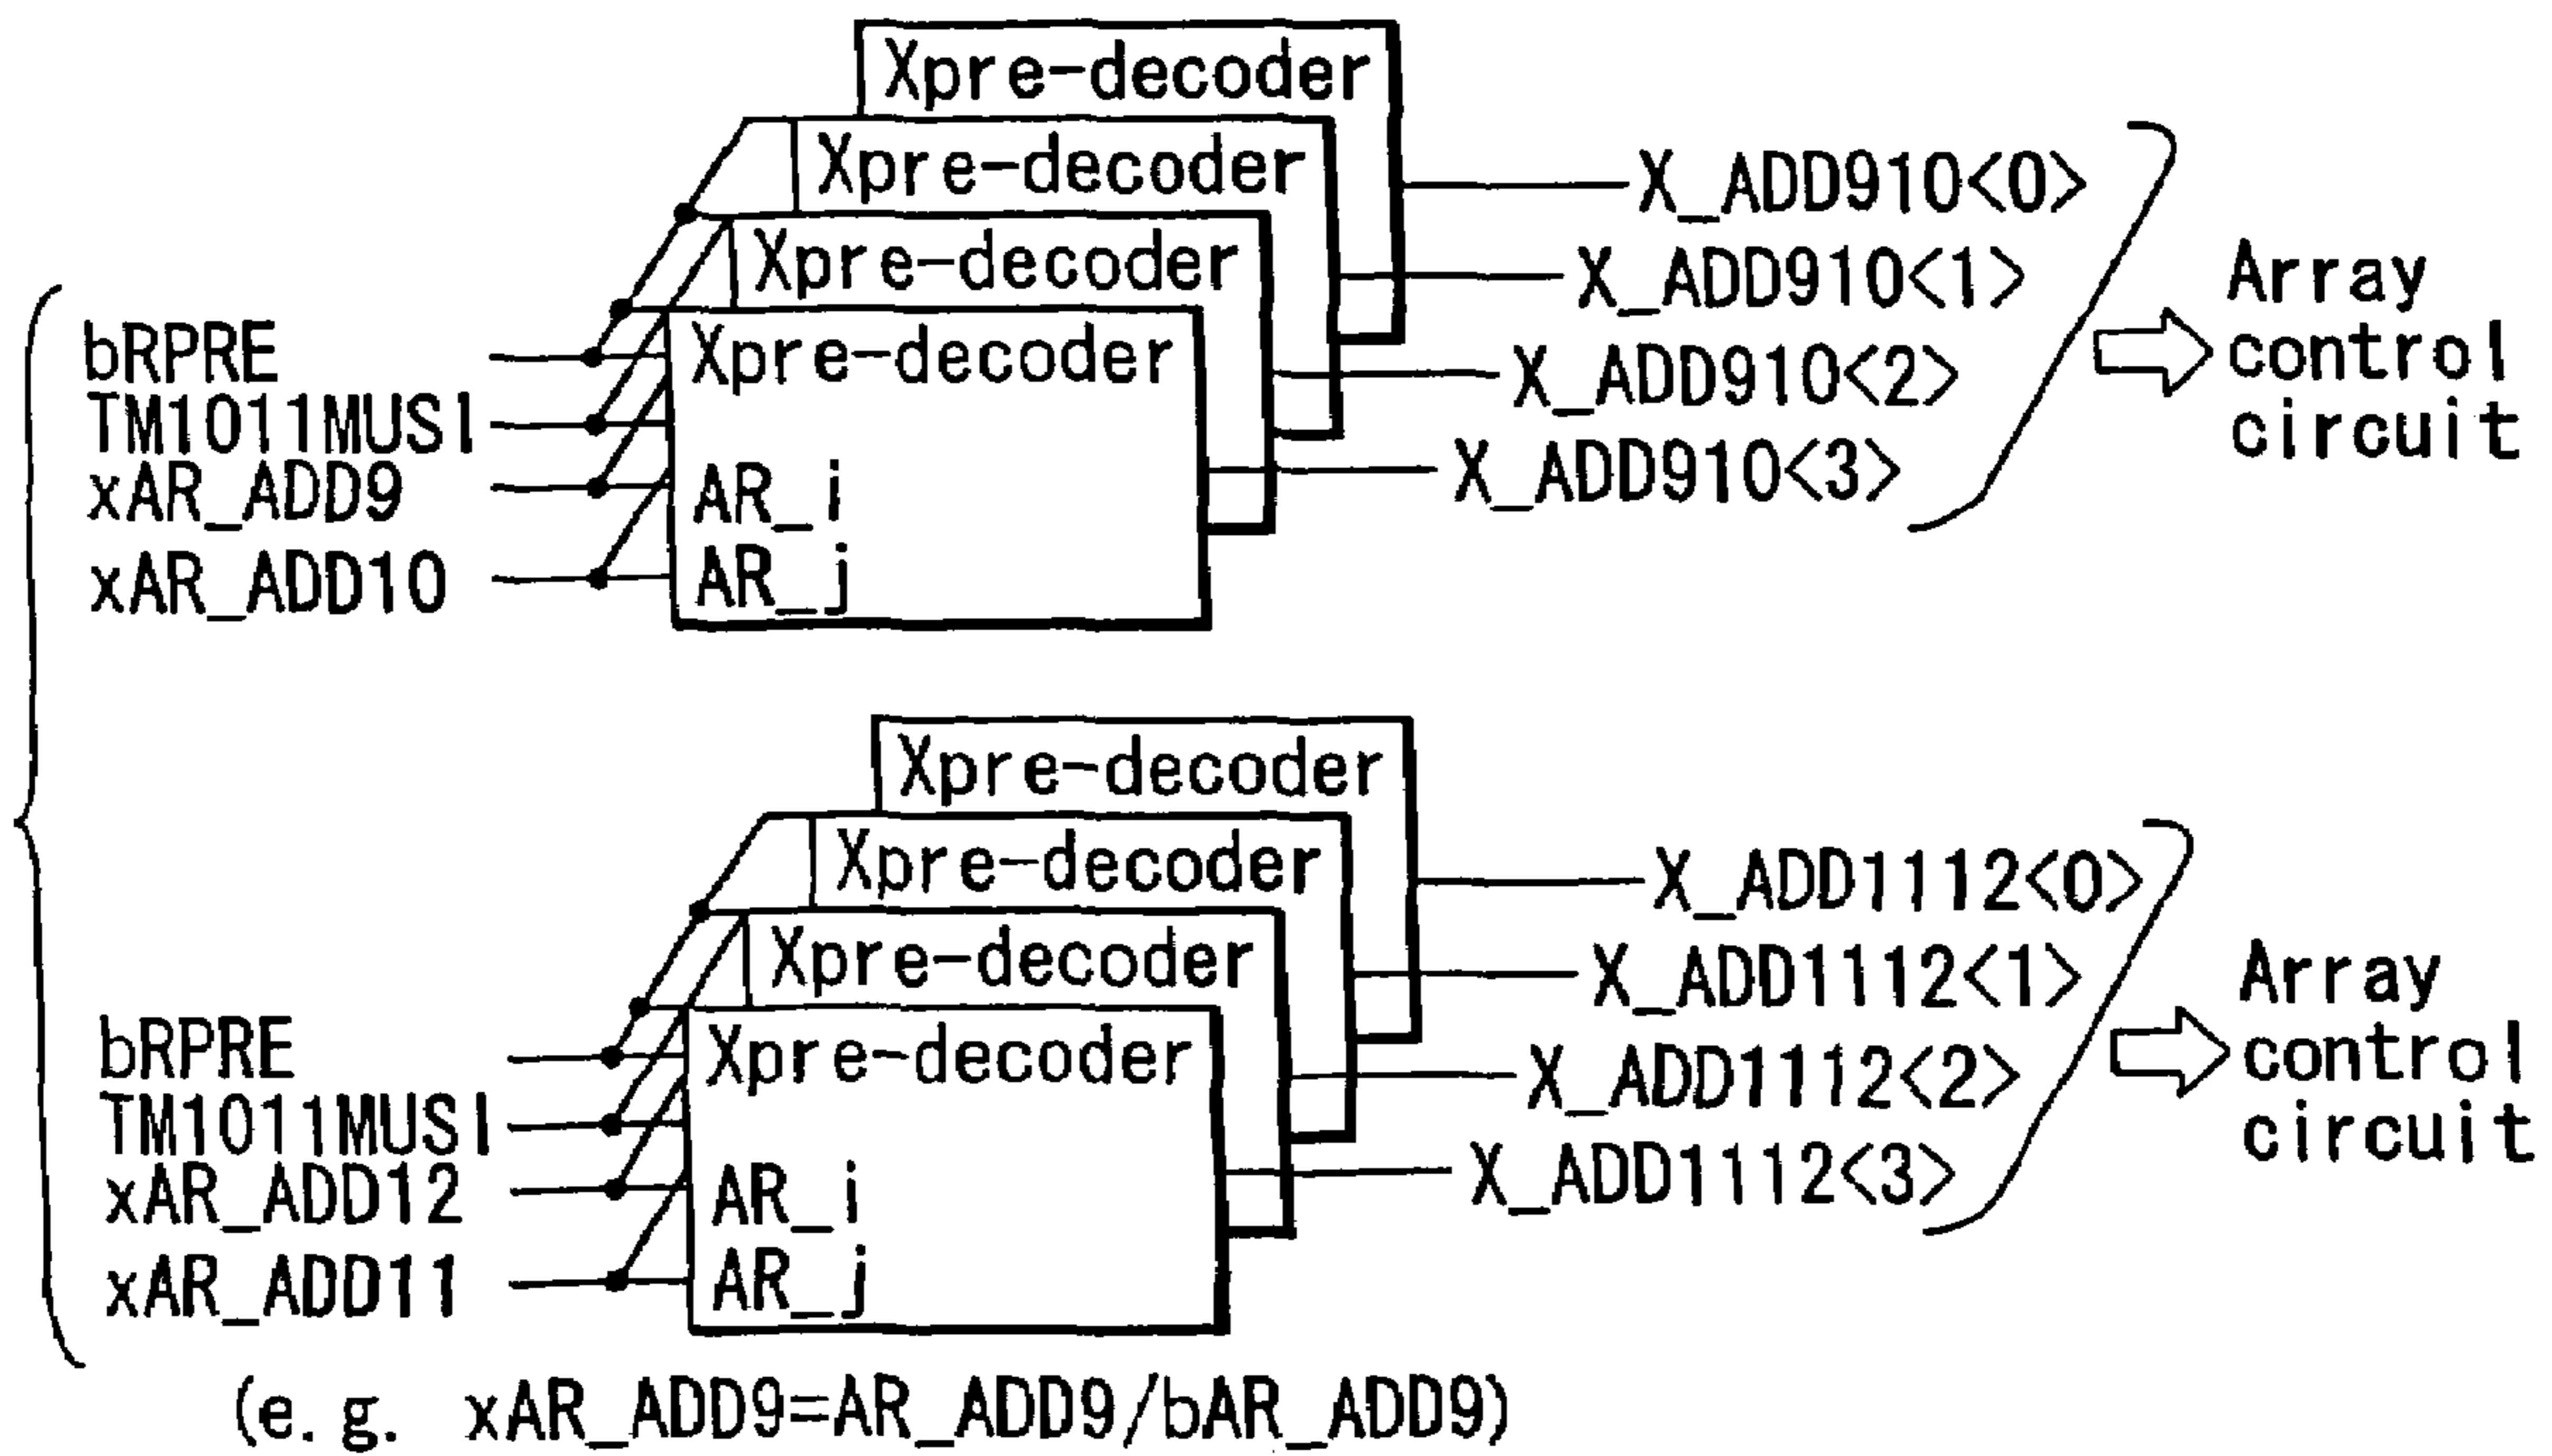 Xpre-decoder
Xpre-decoder
Xpre-decoder
Xpre-decoder
bRPRE
TM1011MUSI
xAR_ADD9
xAR_ADD10
AR_i
AR_j
X_ADD910<0>
X_ADD910<1>
X_ADD910<2>
X_ADD910<3>
Array
control
circuit
Xpre-decoder
Xpre-decoder
Xpre-decoder
Xpre-decoder
bRPRE
TM1011MUSI
xAR_ADD12
xAR_ADD11
AR_i
AR_j
X_ADD1112<0>
X_ADD1112<1>
X_ADD1112<2>
X_ADD1112<3>
Array
control
circuit
(e.g. xAR_ADD9=AR_ADD9/bAR_ADD9)